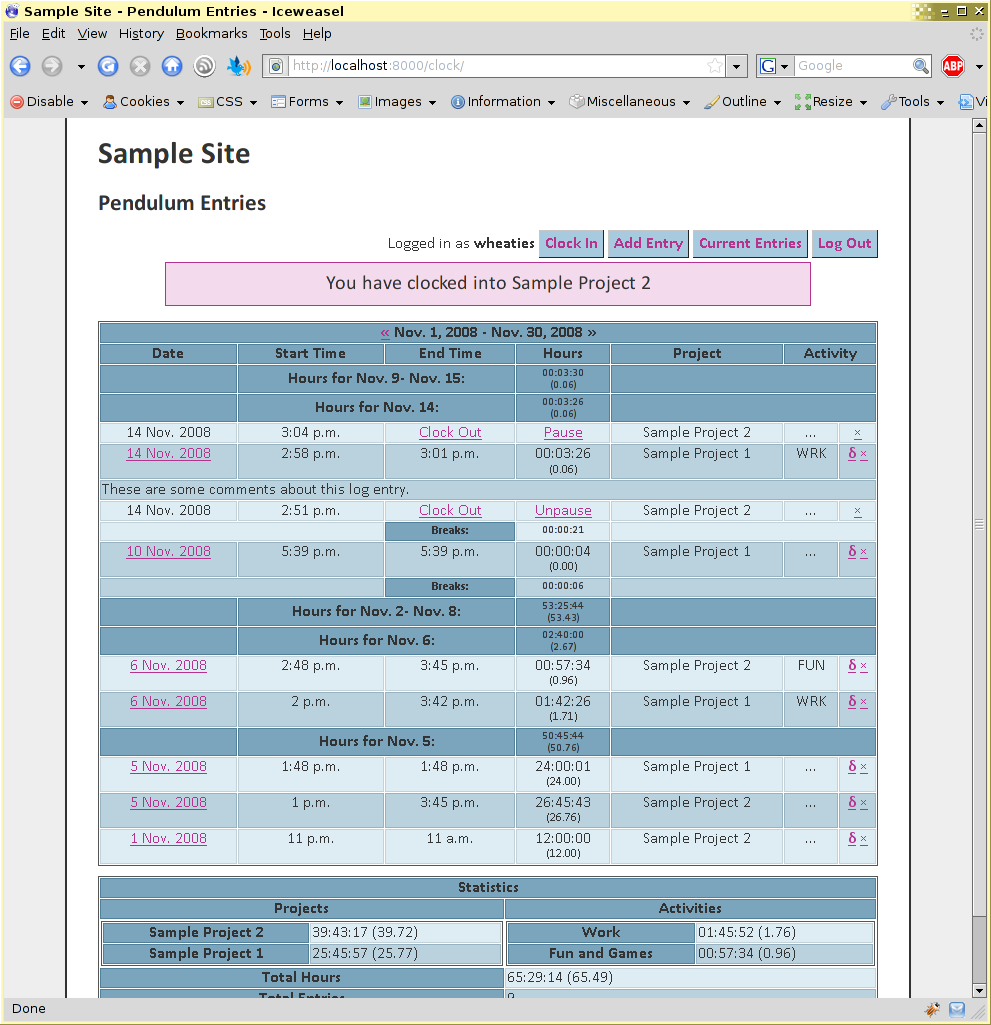 Sample Site - Pendulum Entries - Iceweasel
File Edit View History Bookmarks Tools Help
http://localhost:8000/clock/ G Google ABP
Disable Cookies CSS Forms Images Information Miscellaneous Outline Resize Tools Vi
Sample Site
Pendulum Entries
Logged in as wheaties Clock In Add Entry Current Entries Log Out
You have clocked into Sample Project 2
« Nov. 1, 2008 - Nov. 30, 2008 »
Date Start Time End Time Hours Project Activity
Hours for Nov. 9- Nov. 15: 00:03:30
(0.06)
Hours for Nov. 14: 00:03:26
(0.06)
14 Nov. 2008 3:04 p.m. Clock Out Pause Sample Project 2 ... ×
14 Nov. 2008 2:58 p.m. 3:01 p.m. 00:03:26 Sample Project 1 WRK δ ×
(0.06)
These are some comments about this log entry.
14 Nov. 2008 2:51 p.m. Clock Out Unpause Sample Project 2 ... ×
Breaks: 00:00:21
10 Nov. 2008 5:39 p.m. 5:39 p.m. 00:00:04 Sample Project 1 ... δ ×
(0.00)
Breaks: 00:00:06
Hours for Nov. 2- Nov. 8: 53:25:44
(53.43)
Hours for Nov. 6: 02:40:00
(2.67)
6 Nov. 2008 2:48 p.m. 3:45 p.m. 00:57:34 Sample Project 2 FUN δ ×
(0.96)
6 Nov. 2008 2 p.m. 3:42 p.m. 01:42:26 Sample Project 1 WRK δ ×
(1.71)
Hours for Nov. 5: 50:45:44
(50.76)
5 Nov. 2008 1:48 p.m. 1:48 p.m. 24:00:01 Sample Project 1 ... δ ×
(24.00)
5 Nov. 2008 1 p.m. 3:45 p.m. 26:45:43 Sample Project 2 ... δ ×
(26.76)
1 Nov. 2008 11 p.m. 11 a.m. 12:00:00 Sample Project 2 ... δ ×
(12.00)
Statistics
Projects Activities
Sample Project 2 39:43:17 (39.72) Work 01:45:52 (1.76)
Sample Project 1 25:45:57 (25.77) Fun and Games 00:57:34 (0.96)
Total Hours 65:29:14 (65.49)
Total Entries
Done